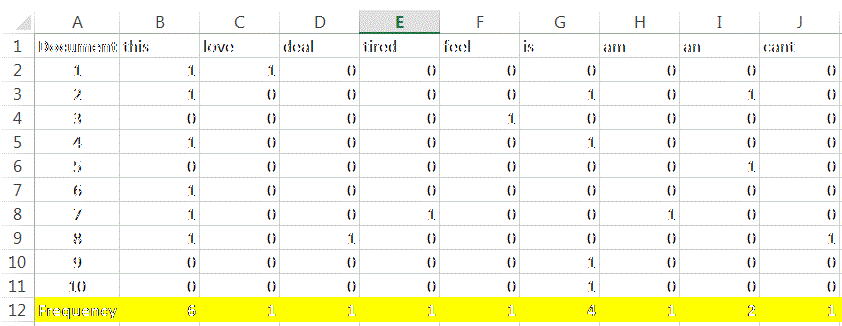 A B C D E F G H I J
1 Document this love deal tired feel is am an cant
2 1 1 1 0 0 0 0 0 0 0
3 2 1 0 0 0 0 1 0 1 0
4 3 0 0 0 0 1 0 0 0 0
5 4 1 0 0 0 0 1 0 0 0
6 5 0 0 0 0 0 0 0 1 0
7 6 1 0 0 0 0 0 0 0 0
8 7 1 0 0 1 0 0 1 0 0
9 8 1 0 1 0 0 0 0 0 1
10 9 0 0 0 0 0 1 0 0 0
11 10 0 0 0 0 0 1 0 0 0
12 Frequency 6 1 1 1 1 4 1 2 1